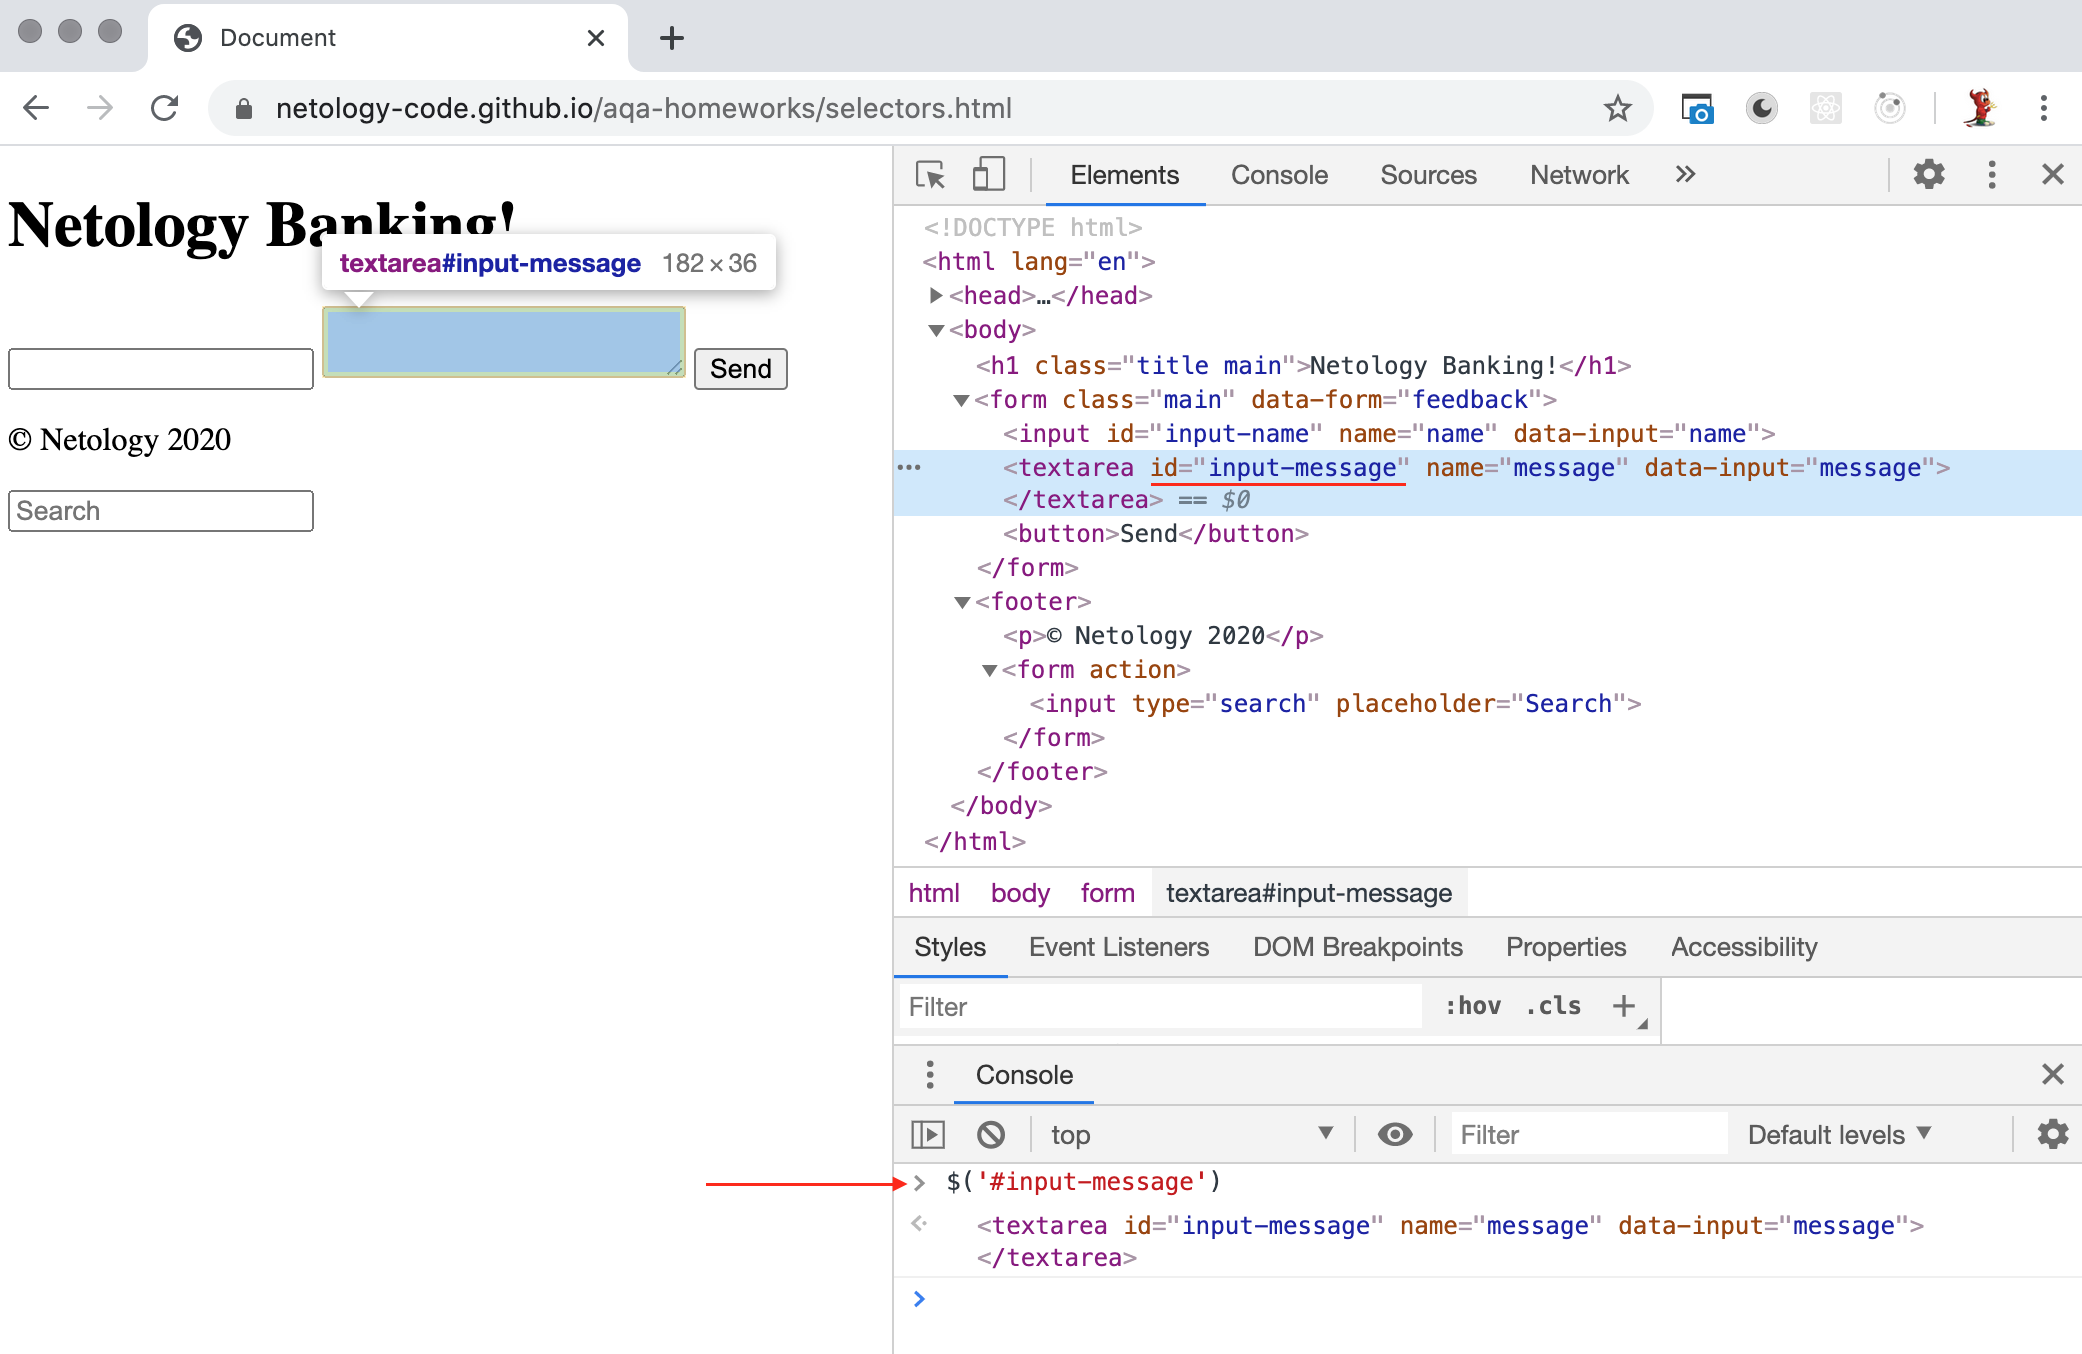 Document
netology-code.github.io/aqa-homeworks/selectors.html
Netology Banking!
textarea#input-message 182 × 36
Send
© Netology 2020
Search
Elements Console Sources Network »
<!DOCTYPE html>
<html lang="en">
<head>…</head>
<body>
<h1 class="title main">Netology Banking!</h1>
<form class="main" data-form="feedback">
<input id="input-name" name="name" data-input="name">
<textarea id="input-message" name="message" data-input="message">
</textarea> == $0
<button>Send</button>
</form>
<footer>
<p>© Netology 2020</p>
<form action>
<input type="search" placeholder="Search">
</form>
</footer>
</body>
</html>
html body form textarea#input-message
Styles Event Listeners DOM Breakpoints Properties Accessibility
Filter :hov .cls +
Console
top Filter Default levels
> $('#input-message')
<textarea id="input-message" name="message" data-input="message">
</textarea>
>